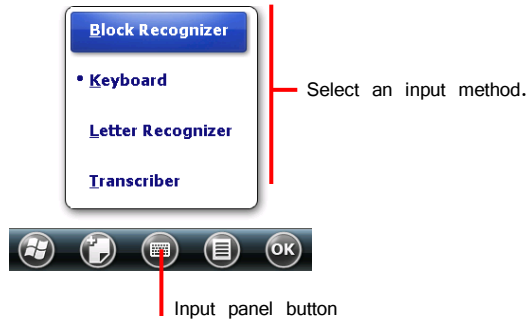 Block Recognizer
• Keyboard
Select an input method.
Letter Recognizer
Transcriber
OK
Input panel button